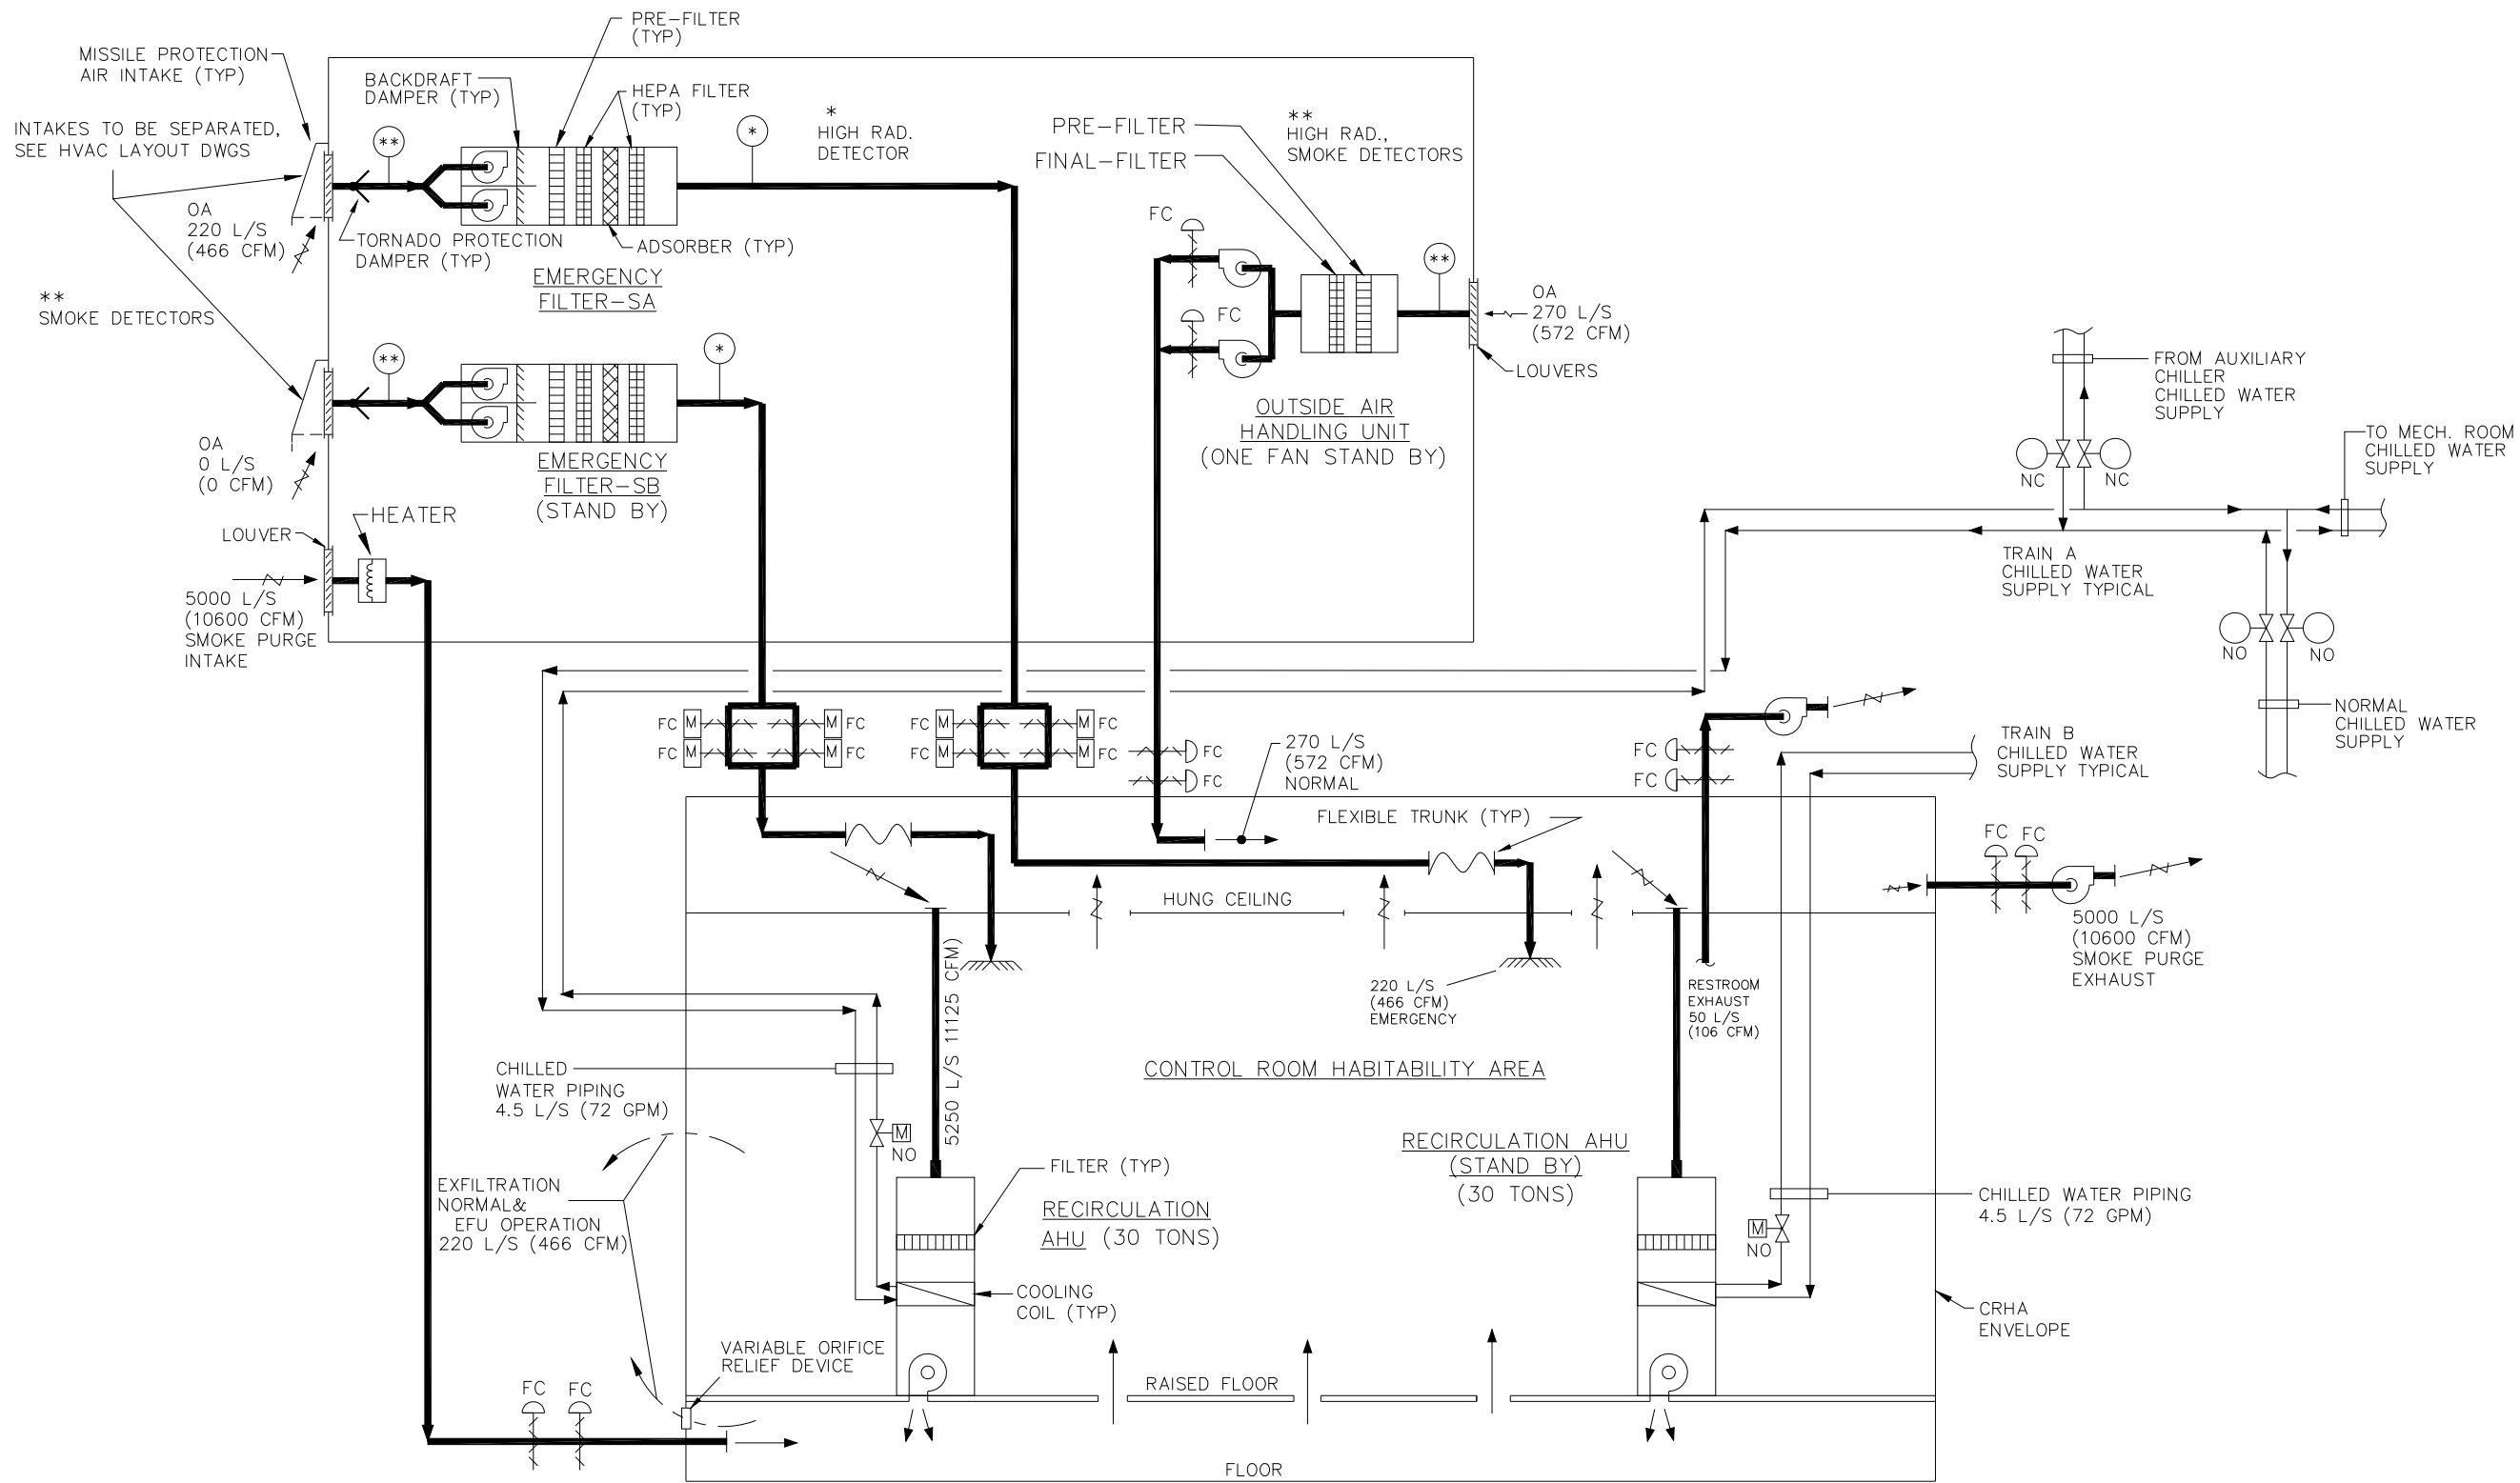 PRE-FILTER
(TYP)
MISSILE PROTECTION
AIR INTAKE (TYP)
BACKDRAFT
DAMPER (TYP)
HEPA FILTER
(TYP)
INTAKES TO BE SEPARATED,
SEE HVAC LAYOUT DWGS
**
*
*
HIGH RAD.
DETECTOR
PRE-FILTER
FINAL-FILTER
**
HIGH RAD.,
SMOKE DETECTORS
OA
220 L/S
(466 CFM)
TORNADO PROTECTION
DAMPER (TYP)
ADSORBER (TYP)
EMERGENCY
FILTER-SA
FC
**
OA
270 L/S
(572 CFM)
LOUVERS
FC
**
SMOKE DETECTORS
**
*
OA
0 L/S
(0 CFM)
EMERGENCY
FILTER-SB
(STAND BY)
OUTSIDE AIR
HANDLING UNIT
(ONE FAN STAND BY)
FROM AUXILIARY
CHILLER
CHILLED WATER
SUPPLY
TO MECH. ROOM
CHILLED WATER
SUPPLY
NC
NC
LOUVER
HEATER
5000 L/S
(10600 CFM)
SMOKE PURGE
INTAKE
TRAIN A
CHILLED WATER
SUPPLY TYPICAL
NO
NO
NORMAL
CHILLED WATER
SUPPLY
FC M M FC
FC M M FC
FC M M FC
FC M M FC
FC
FC
270 L/S
(572 CFM)
NORMAL
FC
FC
TRAIN B
CHILLED WATER
SUPPLY TYPICAL
FLEXIBLE TRUNK (TYP)
FC FC
5000 L/S
(10600 CFM)
SMOKE PURGE
EXHAUST
HUNG CEILING
5250 L/S 11125 CFM)
220 L/S
(466 CFM)
EMERGENCY
RESTROOM
EXHAUST
50 L/S
(106 CFM)
CHILLED
WATER PIPING
4.5 L/S (72 GPM)
CONTROL ROOM HABITABILITY AREA
M
NO
FILTER (TYP)
RECIRCULATION
AHU (30 TONS)
RECIRCULATION AHU
(STAND BY)
(30 TONS)
M
NO
CHILLED WATER PIPING
4.5 L/S (72 GPM)
EXFILTRATION
NORMAL&
EFU OPERATION
220 L/S (466 CFM)
COOLING
COIL (TYP)
CRHA
ENVELOPE
VARIABLE ORIFICE
RELIEF DEVICE
RAISED FLOOR
FC FC
FLOOR